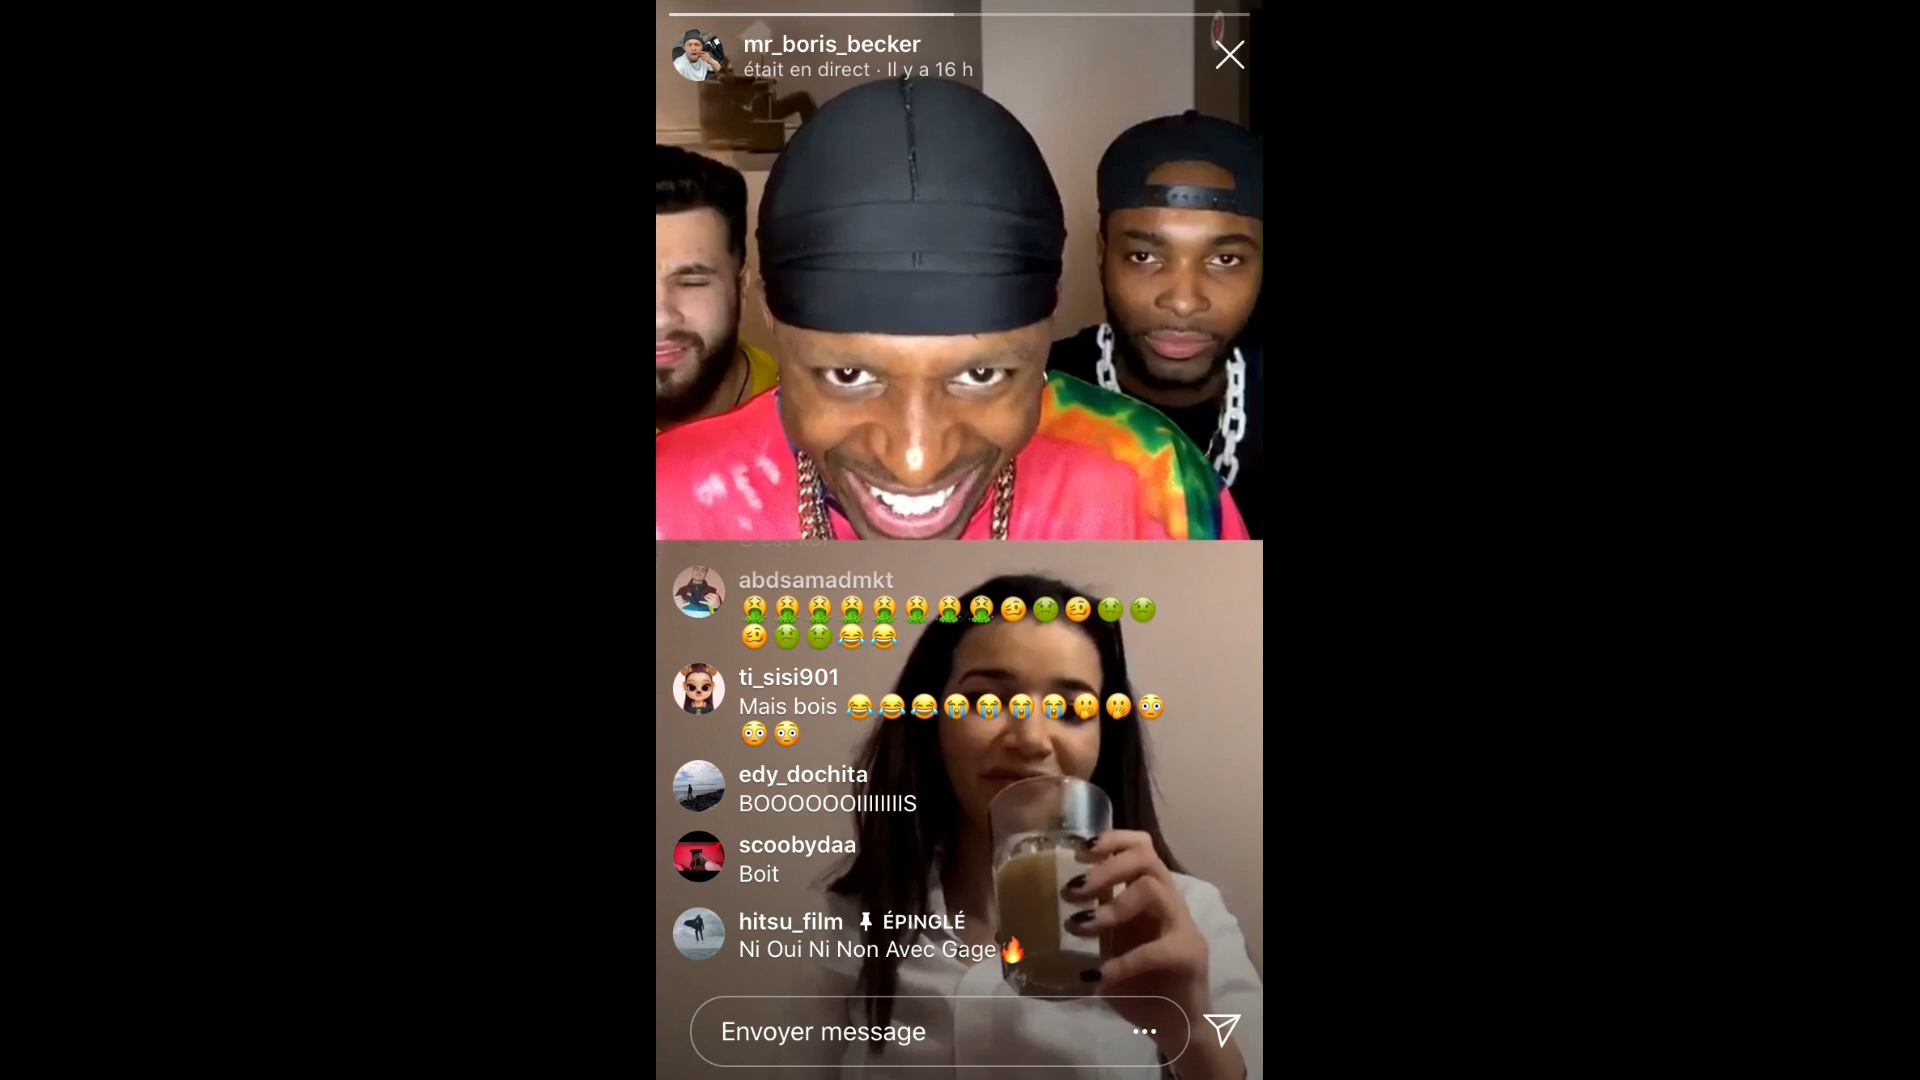 mr_boris_becker
était en direct · Il y a 16 h
abdsamadmkt
🤮🤮🤮🤮🤮🤮🤮🤮🥴🤢🥴🤢🤢
🥴🤢🤢😂😂
ti_sisi901
Mais bois 😂😂😂😭😭😭😭🤭🤭😳
😳😳
edy_dochita
BOOOOOOIIIIIIIIS
scoobydaa
Boit
hitsu_film 📌 ÉPINGLÉ
Ni Oui Ni Non Avec Gage🔥
Envoyer message